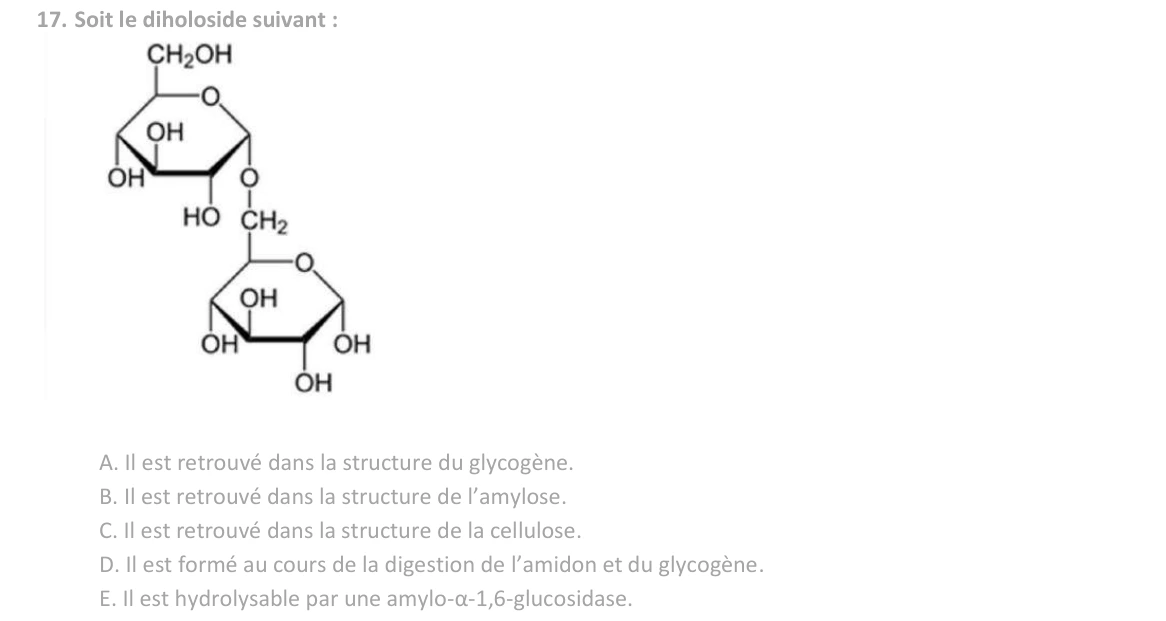 17. Soit le diholoside suivant :
CH₂OH
O
OH
OH
O
HO CH₂
O
OH
OH
OH
OH
A. Il est retrouvé dans la structure du glycogène.
B. Il est retrouvé dans la structure de l’amylose.
C. Il est retrouvé dans la structure de la cellulose.
D. Il est formé au cours de la digestion de l’amidon et du glycogène.
E. Il est hydrolysable par une amylo-α-1,6-glucosidase.